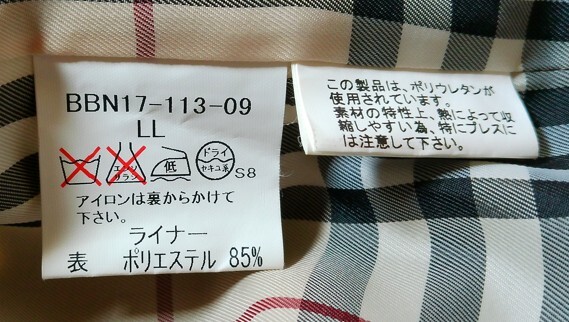 BBN17-113-09
LL
エンソ
サラシ
低
ドライ
セキユ系
S8
アイロンは裏からかけて
下さい。
ライナー
表 ポリエステル 85%
この製品は、ポリウレタンが
使用されています。
素材の特性上、熱によって収
縮しやすい為、特にプレスに
は注意して下さい。